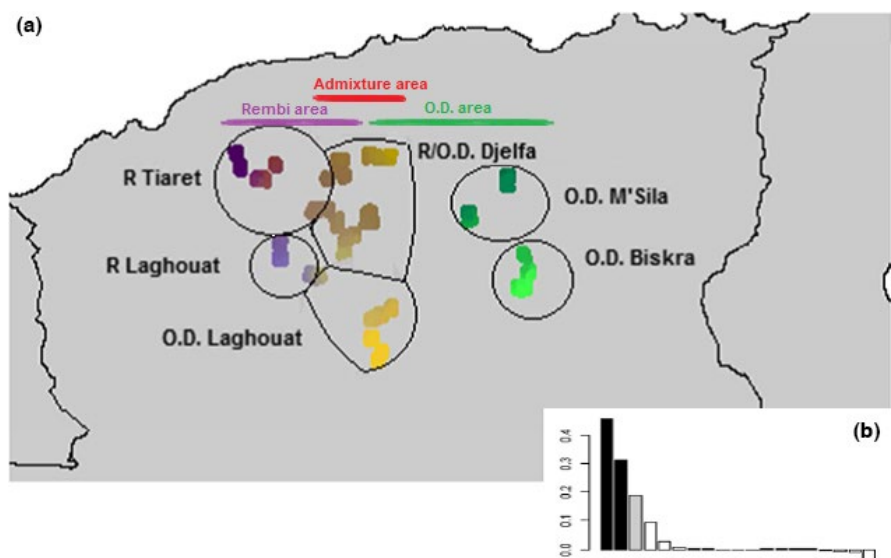 (a)
Admixture area
Rembi area
O.D. area
R/O.D. Djelfa
R Tiaret
O.D. M'Sila
R Laghouat
O.D. Biskra
O.D. Laghouat
(b)
0.4
0.3
0.2
0.1
0.0